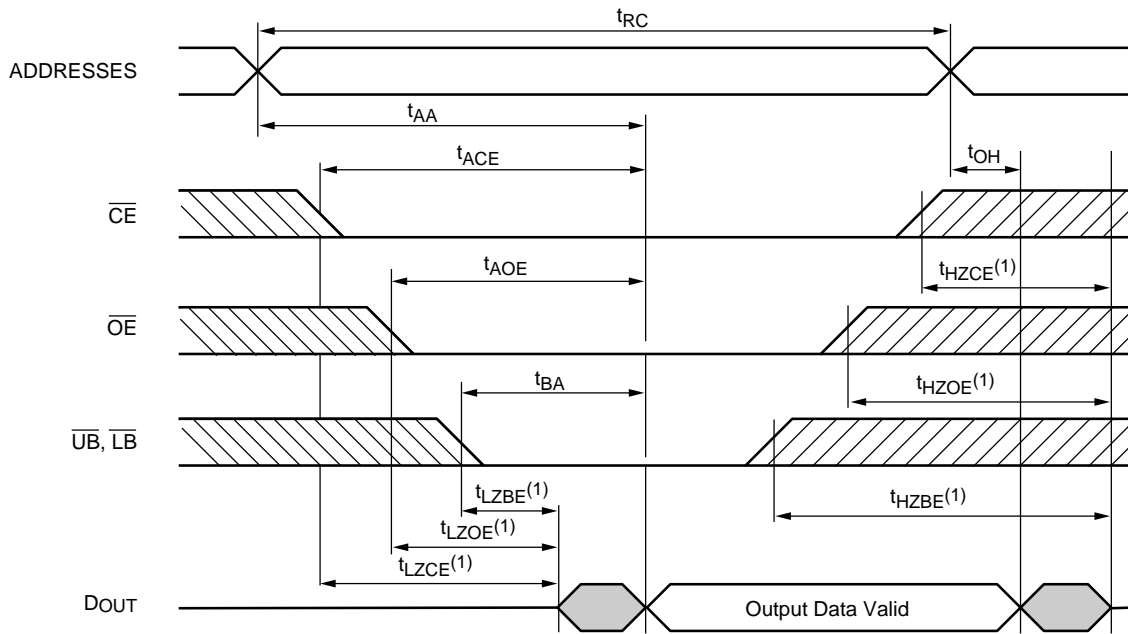 tRC
ADDRESSES
tAA
tACE
tOH
CE
tHZCE(1)
tAOE
OE
tBA
tHZOE(1)
UB, LB
tLZBE(1)
tHZBE(1)
tLZOE(1)
tLZCE(1)
DOUT
Output Data Valid